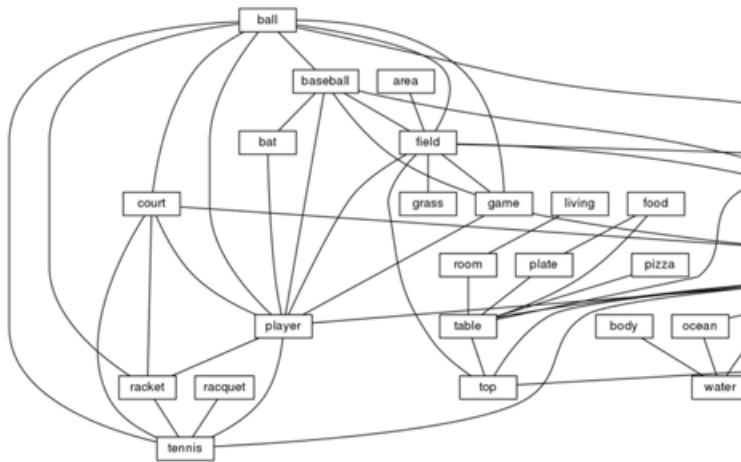 ball
baseball area
bat field
court grass game living food
room plate pizza
player table body ocean
racket racquet top water
tennis